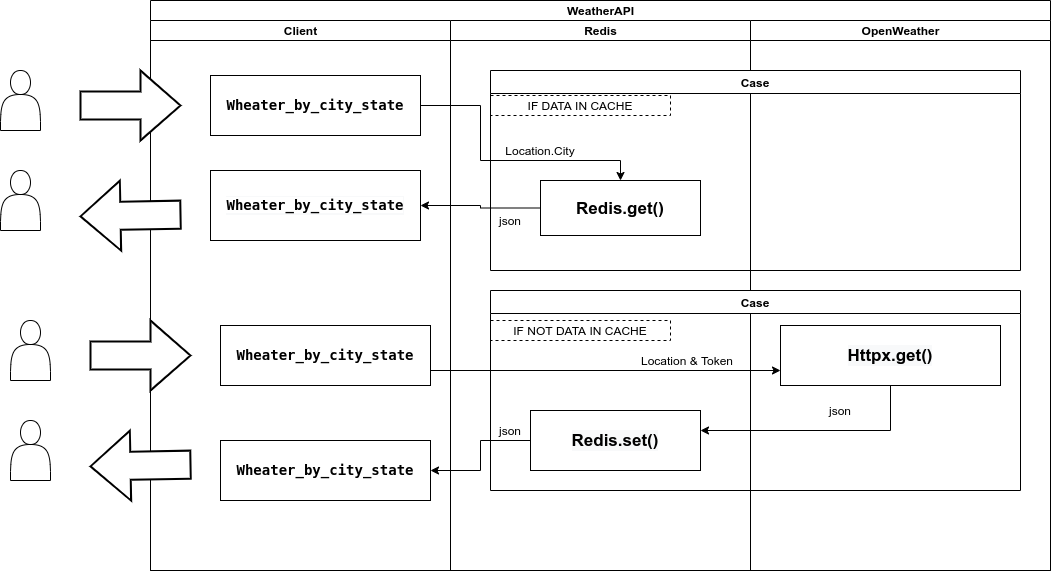 WeatherAPI
Client
Redis
OpenWeather
Case
IF DATA IN CACHE
Wheater_by_city_state
Location.City
Redis.get()
Wheater_by_city_state
json
Case
IF NOT DATA IN CACHE
Wheater_by_city_state
Location & Token
Httpx.get()
json
Redis.set()
json
Wheater_by_city_state